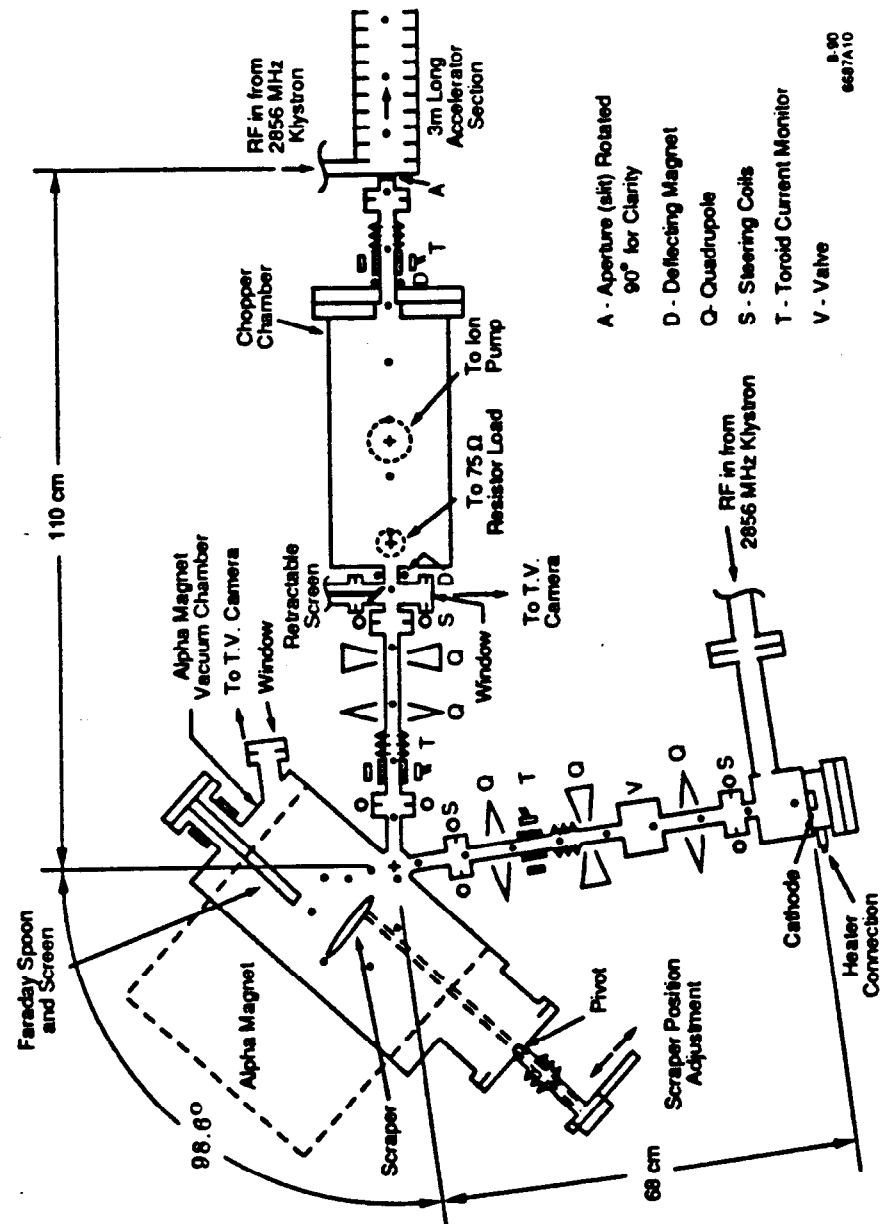 110 cm
RF in from
2856 MHz
Klystron
3m Long
Accelerator
Section
A
T
D
Chopper
Chamber
To Ion
Pump
To 75 Ω
Resistor Load
D
Retractable
Screen
S
Window
To T.V.
Camera
Q
Q
T
Alpha Magnet
Vacuum Chamber
To T.V. Camera
Window
Faraday Spoon
and Screen
Alpha Magnet
98.6°
Scraper
Pivot
Scraper Position
Adjustment
S
Q
T
Q
V
Q
S
Cathode
Heater
Connection
68 cm
RF in from
2856 MHz Klystron
A - Aperture (slit) Rotated
90° for Clarity
D - Deflecting Magnet
Q- Quadrupole
S - Steering Coils
T - Toroid Current Monitor
V - Valve
8-90
6687A10